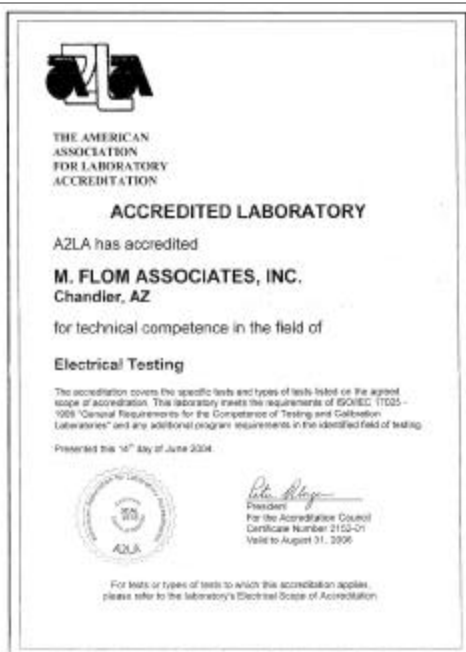 A2LA
THE AMERICAN
ASSOCIATION
FOR LABORATORY
ACCREDITATION
ACCREDITED LABORATORY
A2LA has accredited
M. FLOM ASSOCIATES, INC.
Chandler, AZ
for technical competence in the field of
Electrical Testing
The accreditation covers the specific tests and types of tests listed on the agreed
scope of accreditation. This laboratory meets the requirements of ISO/IEC 17025 -
1999 "General Requirements for the Competence of Testing and Calibration
Laboratories" and any additional program requirements in the identified field of testing.
Presented this day of June 2004.
SEAL
A2LA
President
For the Accreditation Council
Certificate Number 2152-01
Valid to August 31, 2006
For tests or types of tests to which this accreditation applies,
please refer to the laboratory's Electrical Scope of Accreditation